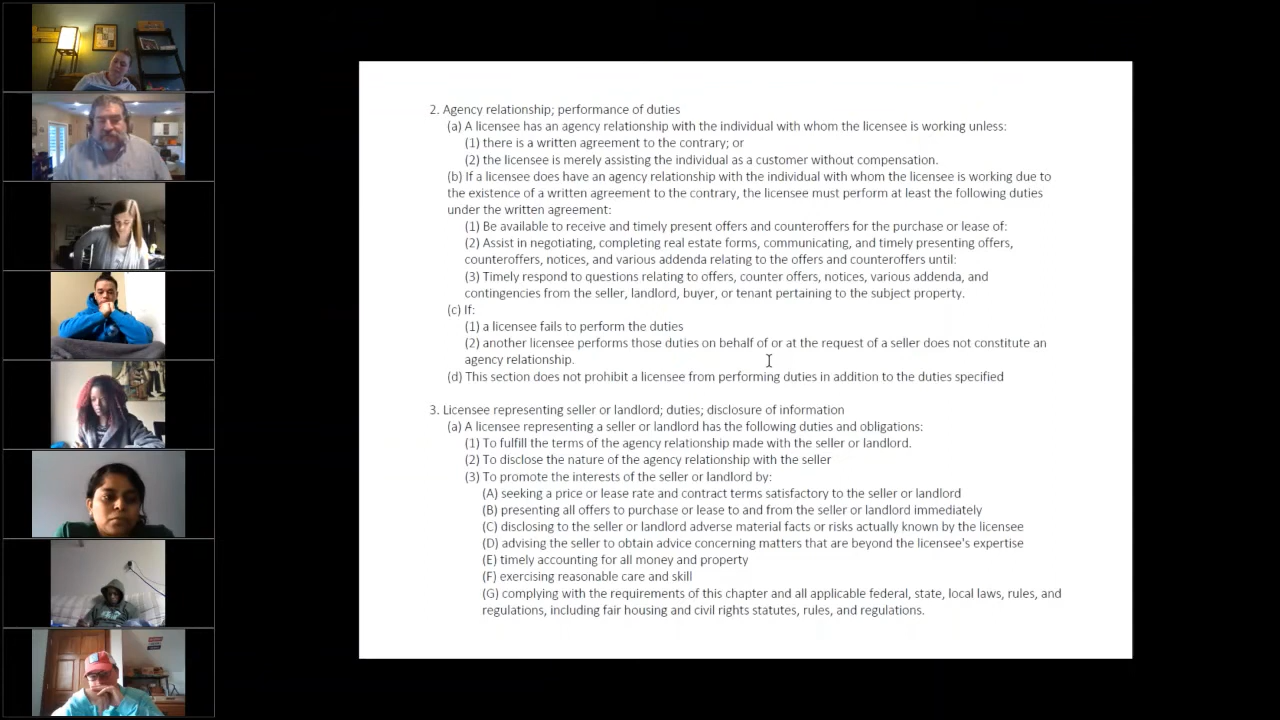 2. Agency relationship; performance of duties
(a) A licensee has an agency relationship with the individual with whom the licensee is working unless:
(1) there is a written agreement to the contrary; or
(2) the licensee is merely assisting the individual as a customer without compensation.
(b) If a licensee does have an agency relationship with the individual with whom the licensee is working due to
the existence of a written agreement to the contrary, the licensee must perform at least the following duties
under the written agreement:
(1) Be available to receive and timely present offers and counteroffers for the purchase or lease of:
(2) Assist in negotiating, completing real estate forms, communicating, and timely presenting offers,
counteroffers, notices, and various addenda relating to the offers and counteroffers until:
(3) Timely respond to questions relating to offers, counter offers, notices, various addenda, and
contingencies from the seller, landlord, buyer, or tenant pertaining to the subject property.
(c) If:
(1) a licensee fails to perform the duties
(2) another licensee performs those duties on behalf of or at the request of a seller does not constitute an
agency relationship.
(d) This section does not prohibit a licensee from performing duties in addition to the duties specified
3. Licensee representing seller or landlord; duties; disclosure of information
(a) A licensee representing a seller or landlord has the following duties and obligations:
(1) To fulfill the terms of the agency relationship made with the seller or landlord.
(2) To disclose the nature of the agency relationship with the seller
(3) To promote the interests of the seller or landlord by:
(A) seeking a price or lease rate and contract terms satisfactory to the seller or landlord
(B) presenting all offers to purchase or lease to and from the seller or landlord immediately
(C) disclosing to the seller or landlord adverse material facts or risks actually known by the licensee
(D) advising the seller to obtain advice concerning matters that are beyond the licensee's expertise
(E) timely accounting for all money and property
(F) exercising reasonable care and skill
(G) complying with the requirements of this chapter and all applicable federal, state, local laws, rules, and
regulations, including fair housing and civil rights statutes, rules, and regulations.